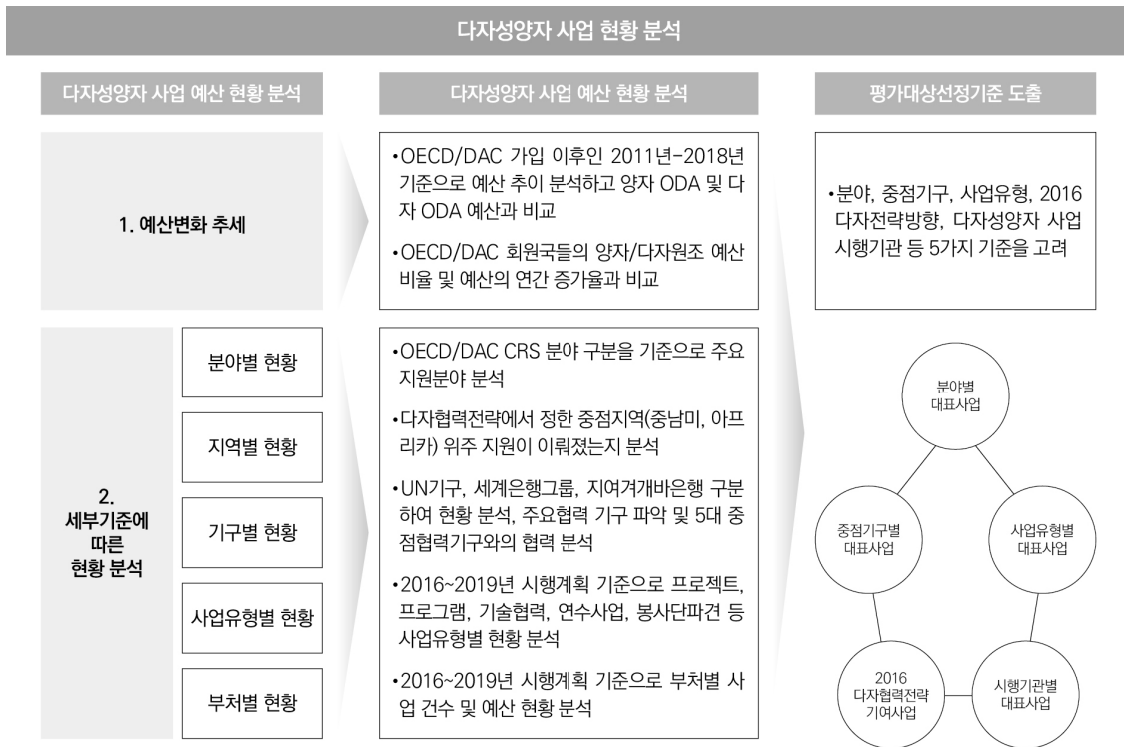 다자성양자 사업 현황 분석
다자성양자 사업 예산 현황 분석
다자성양자 사업 예산 현황 분석
평가대상선정기준 도출
1. 예산변화 추세
•OECD/DAC 가입 이후인 2011년-2018년
기준으로 예산 추이 분석하고 양자 ODA 및 다
자 ODA 예산과 비교
•OECD/DAC 회원국들의 양자/다자원조 예산
비율 및 예산의 연간 증가율과 비교
•분야, 중점기구, 사업유형, 2016
다자전략방향, 다자성양자 사업
시행기관 등 5가지 기준을 고려
2.
세부기준에
따른
현황 분석
분야별 현황
지역별 현황
기구별 현황
사업유형별 현황
부처별 현황
•OECD/DAC CRS 분야 구분을 기준으로 주요
지원분야 분석
•다자협력전략에서 정한 중점지역(중남미, 아프
리카) 위주 지원이 이뤄졌는지 분석
•UN기구, 세계은행그룹, 지여겨개바은행 구분
하여 현황 분석, 주요협력 기구 파악 및 5대 중
점협력기구와의 협력 분석
•2016~2019년 시행계획 기준으로 프로젝트,
프로그램, 기술협력, 연수사업, 봉사단파견 등
사업유형별 현황 분석
•2016~2019년 시행계획 기준으로 부처별 사
업 건수 및 예산 현황 분석
분야별
대표사업
중점기구별
대표사업
사업유형별
대표사업
2016
다자협력전략
기여사업
시행기관별
대표사업